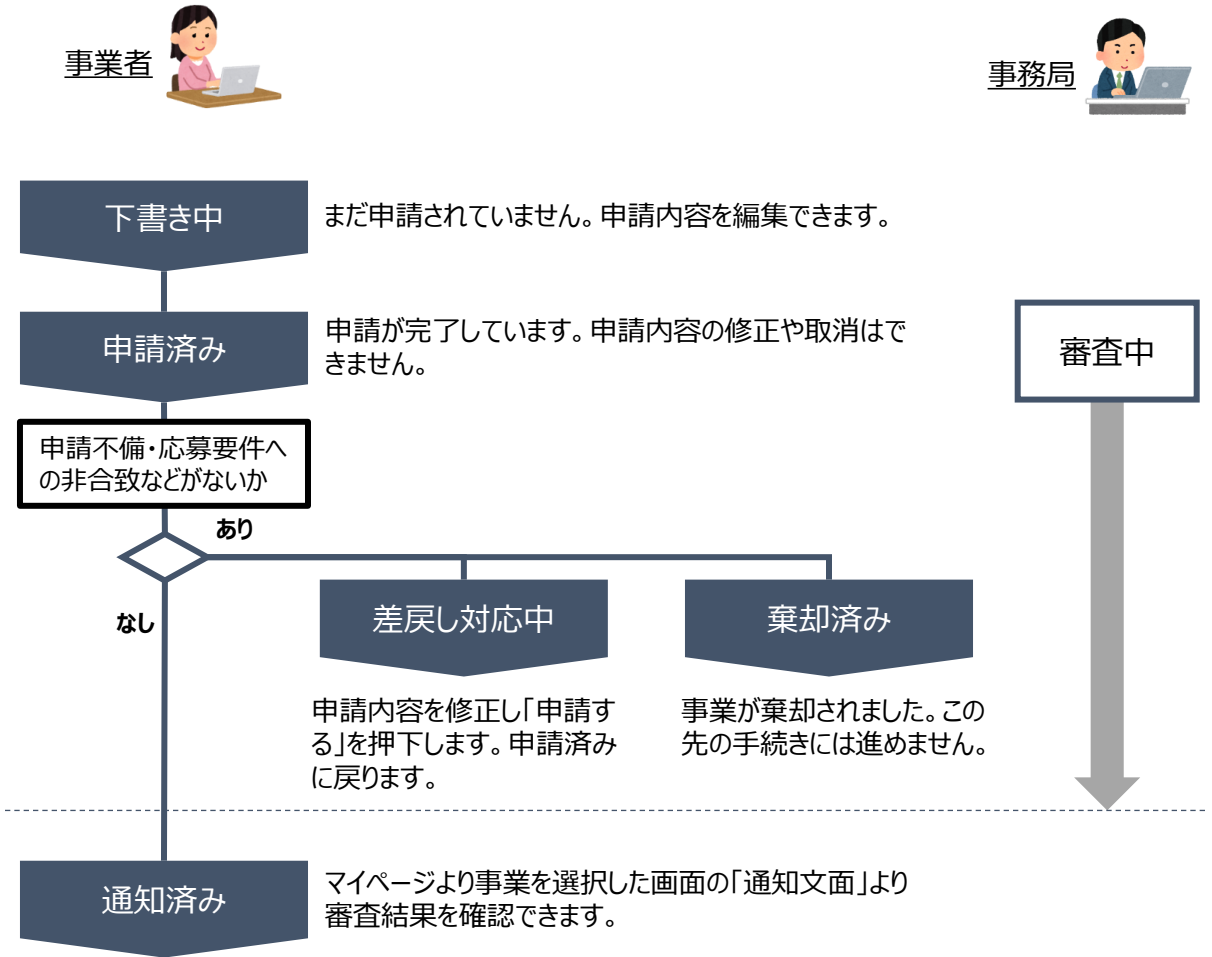 事業者
事務局
下書き中
まだ申請されていません。申請内容を編集できます。
申請済み
申請が完了しています。申請内容の修正や取消はで
きません。
審査中
申請不備・応募要件へ
の非合致などがないか
あり
なし
差戻し対応中
棄却済み
申請内容を修正し「申請す
る」を押下します。申請済み
に戻ります。
事業が棄却されました。この
先の手続きには進めません。
通知済み
マイページより事業を選択した画面の「通知文面」より
審査結果を確認できます。